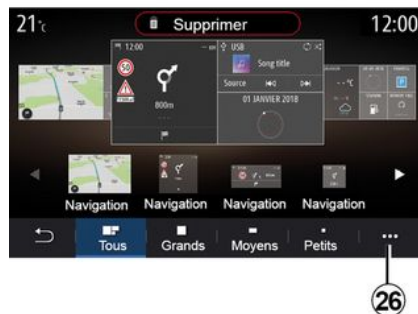 21°c Supprimer 12:00
12:00 USB
50 Song title
800m Source
01 JANVIER 2018
Navigation Navigation Navigation Navigation
Tous Grands Moyens Petits
26